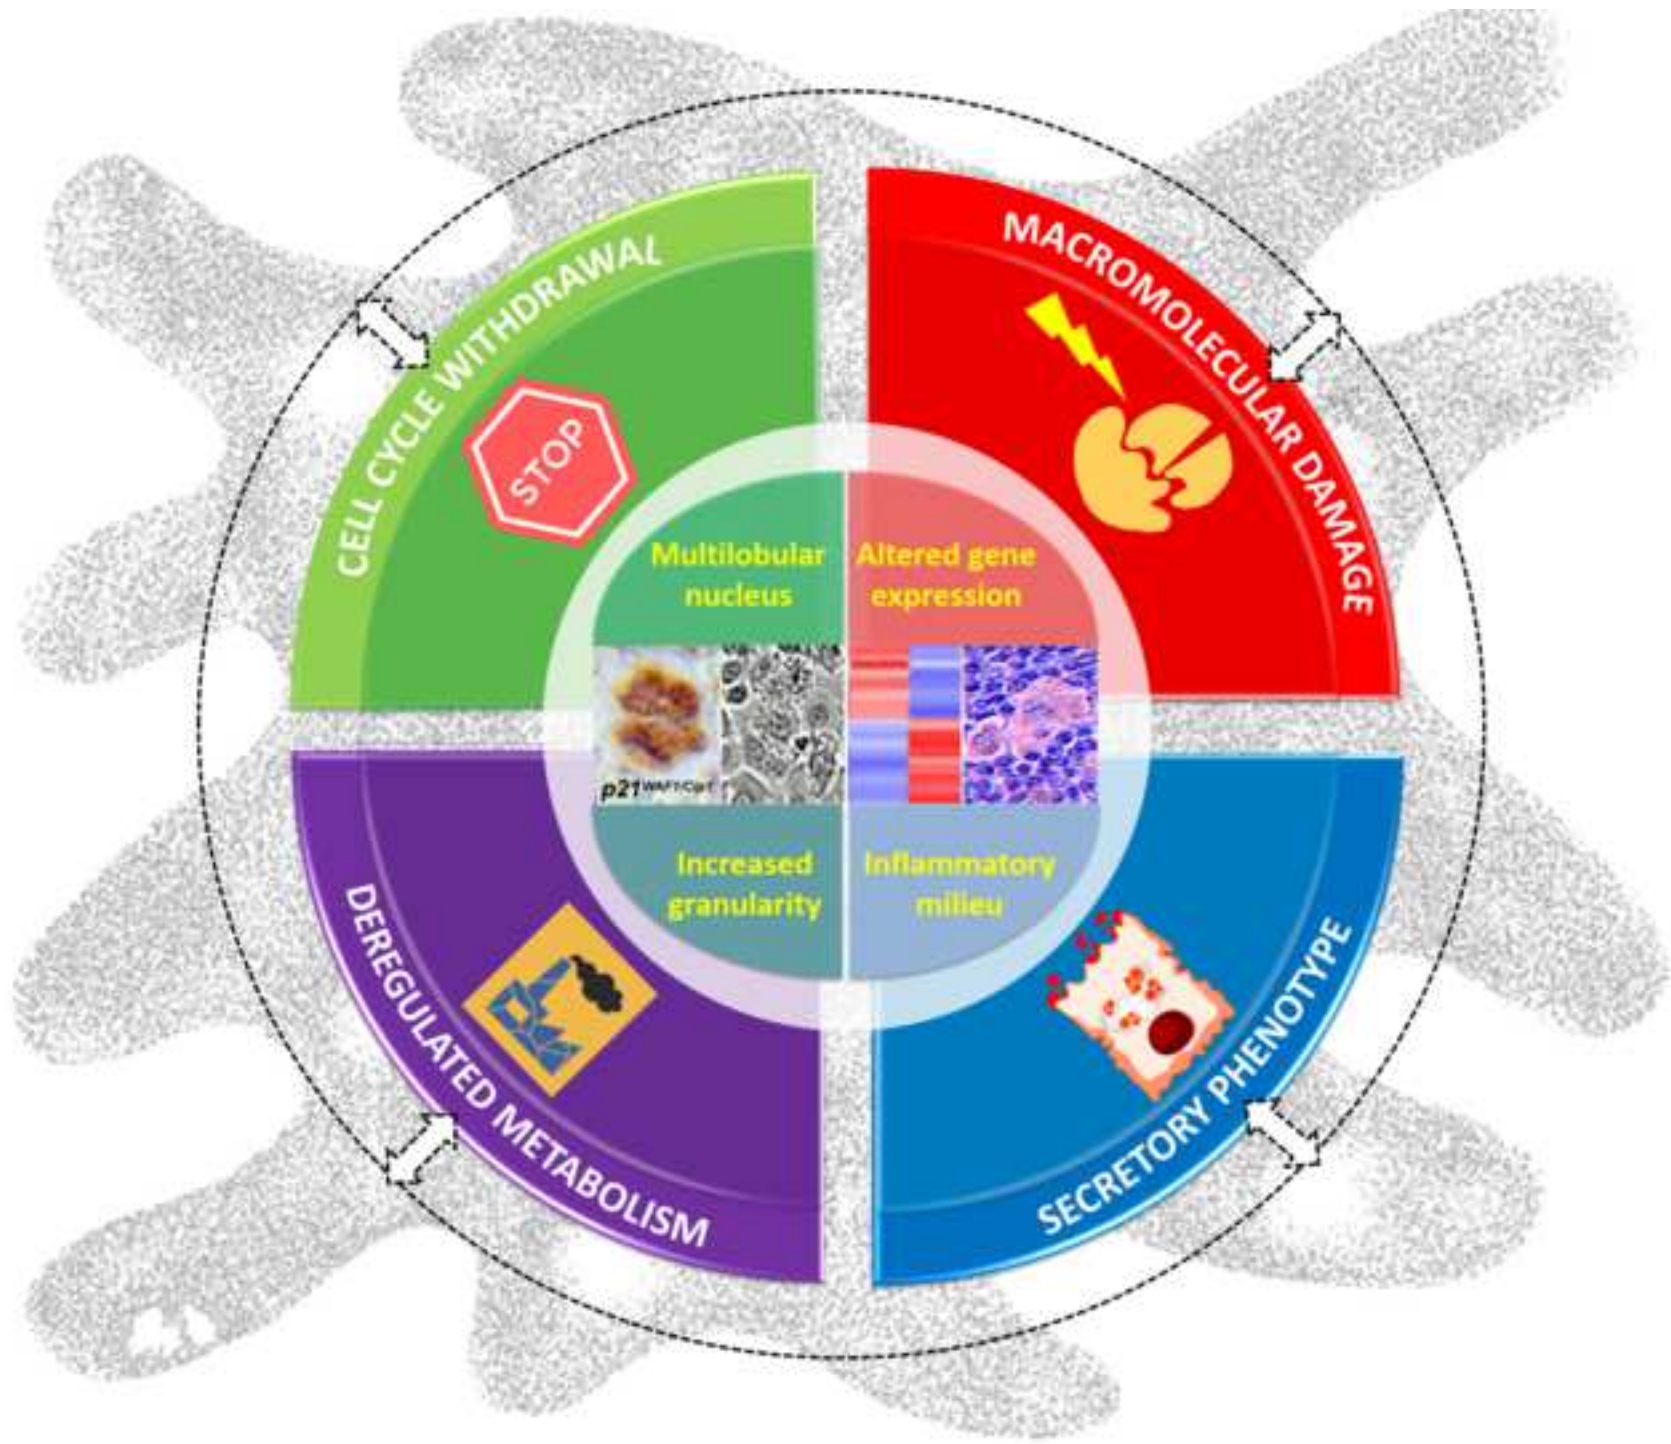 CELL CYCLE WITHDRAWAL
MACROMOLECULAR DAMAGE
STOP
Multilobular
nucleus
Altered gene
expression
p21WAF1/Cip1
Increased
granularity
Inflammatory
milieu
DEREGULATED METABOLISM
SECRETORY PHENOTYPE